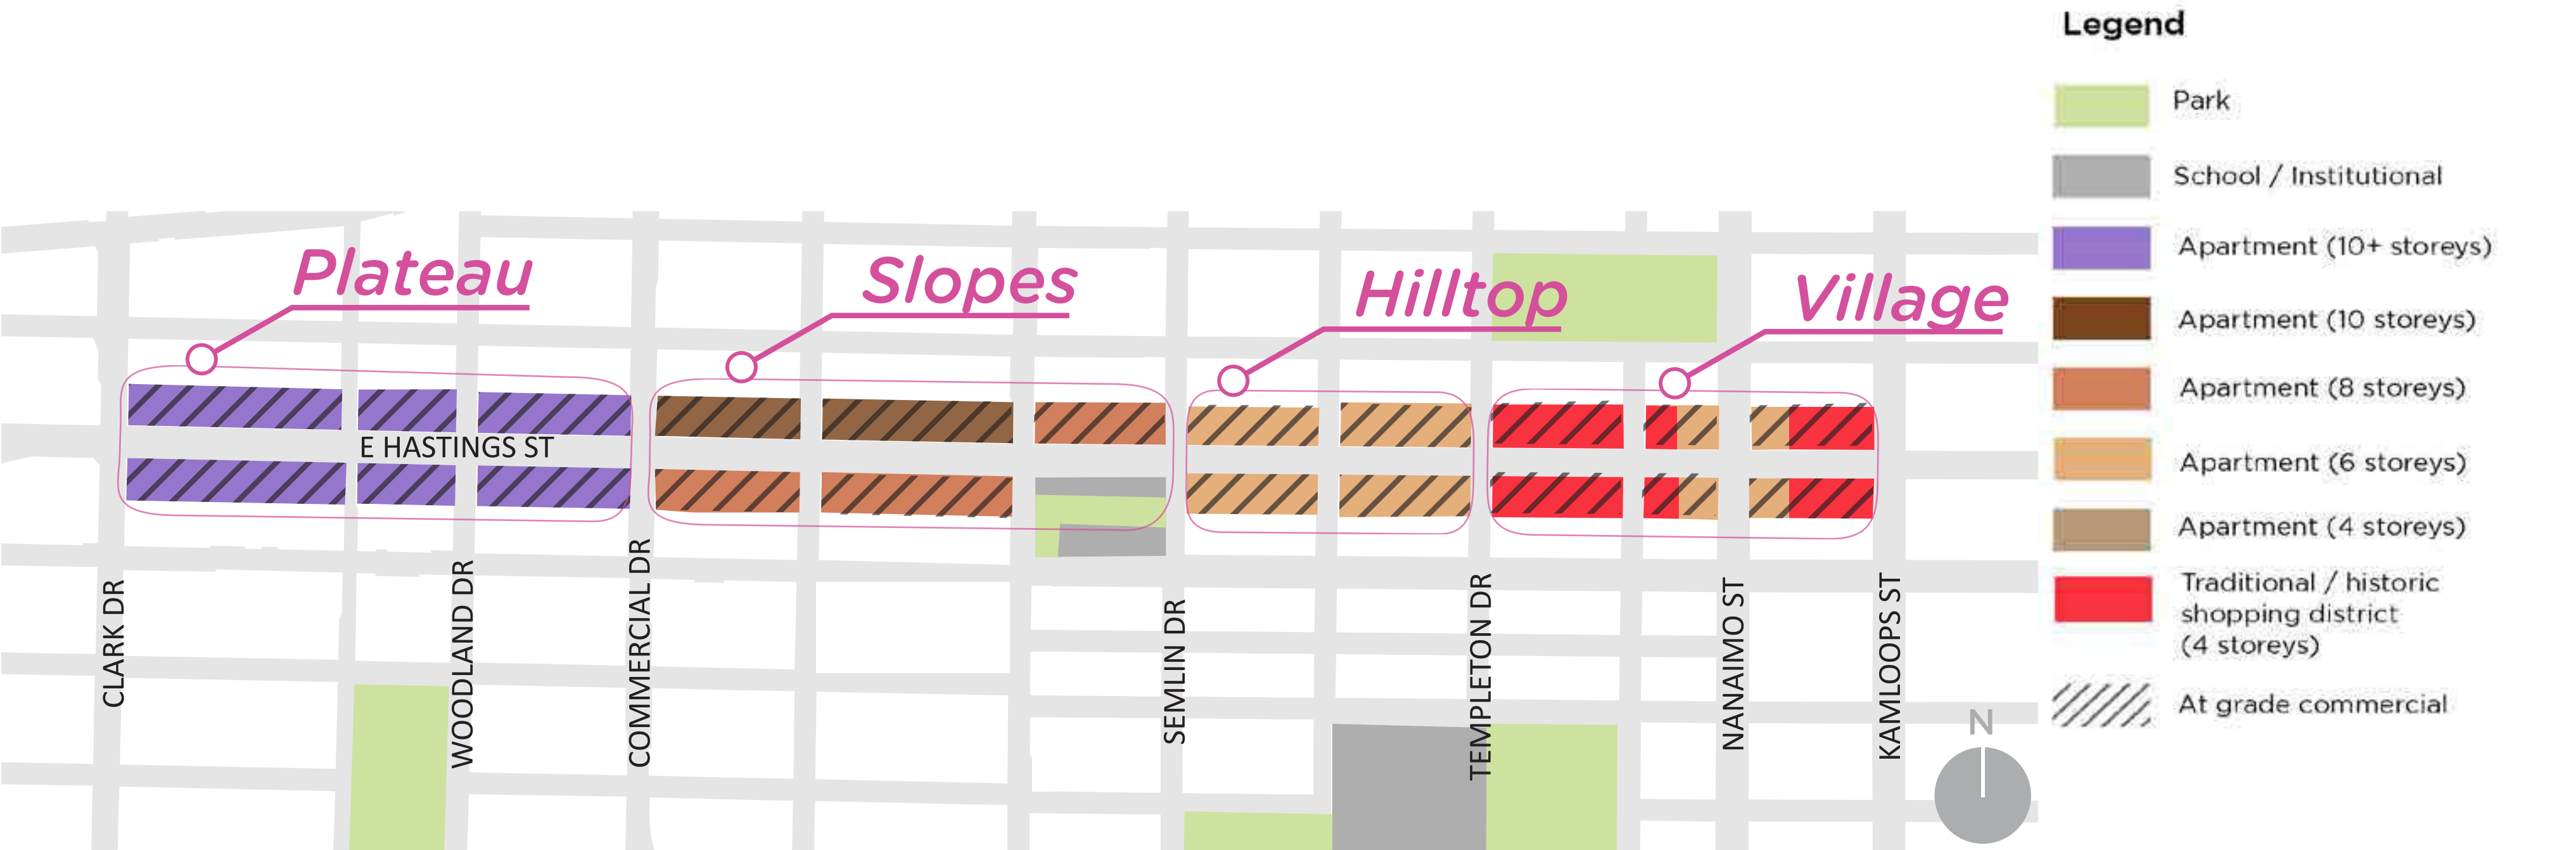 Legend
Park
School / Institutional
Apartment (10+ storeys)
Apartment (10 storeys)
Apartment (8 storeys)
Apartment (6 storeys)
Apartment (4 storeys)
Traditional / historic
shopping district
(4 storeys)
At grade commercial
Plateau
Slopes
Hilltop
Village
E HASTINGS ST
CLARK DR
WOODLAND DR
COMMERCIAL DR
SEMLIN DR
TEMPLETON DR
NANAIMO ST
KAMLOOPS ST
N